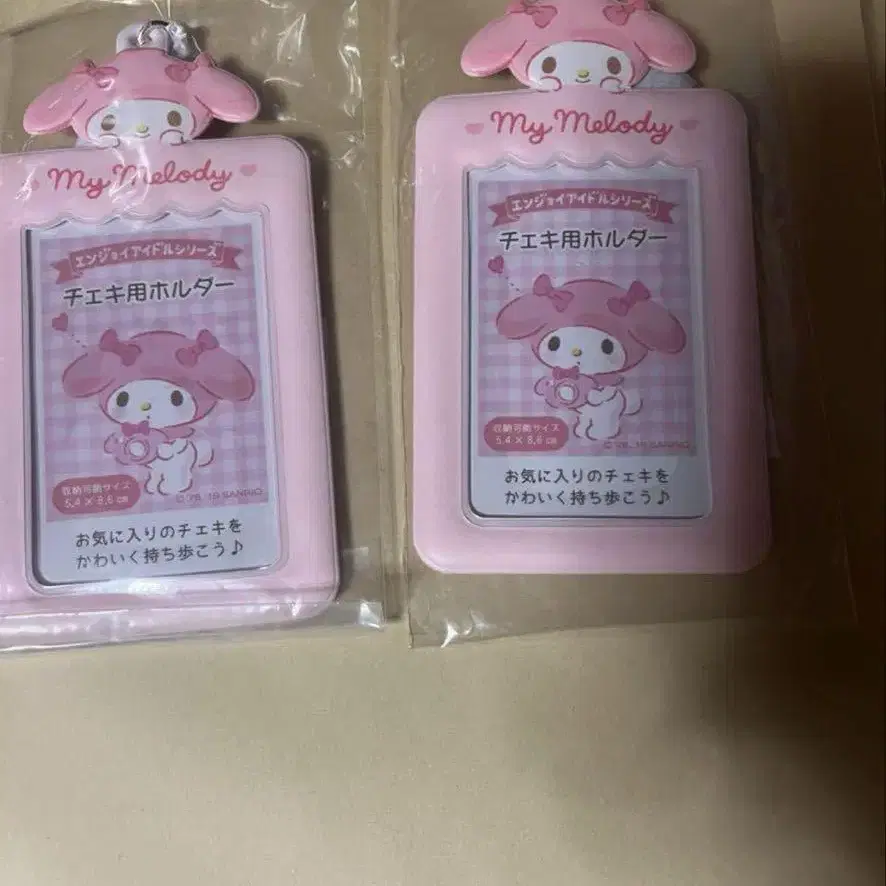 My Melody
エンジョイアイドルシリーズ
チェキ用ホルダー
収納可能サイズ
5.4 × 8.6 cm
© '76, '19 SANRIO
お気に入りのチェキを
かわいく持ち歩こう♪
My Melody
エンジョイアイドルシリーズ
チェキ用ホルダー
収納可能サイズ
5.4 × 8.6 cm
© '76, '19 SANRIO
お気に入りのチェキを
かわいく持ち歩こう♪